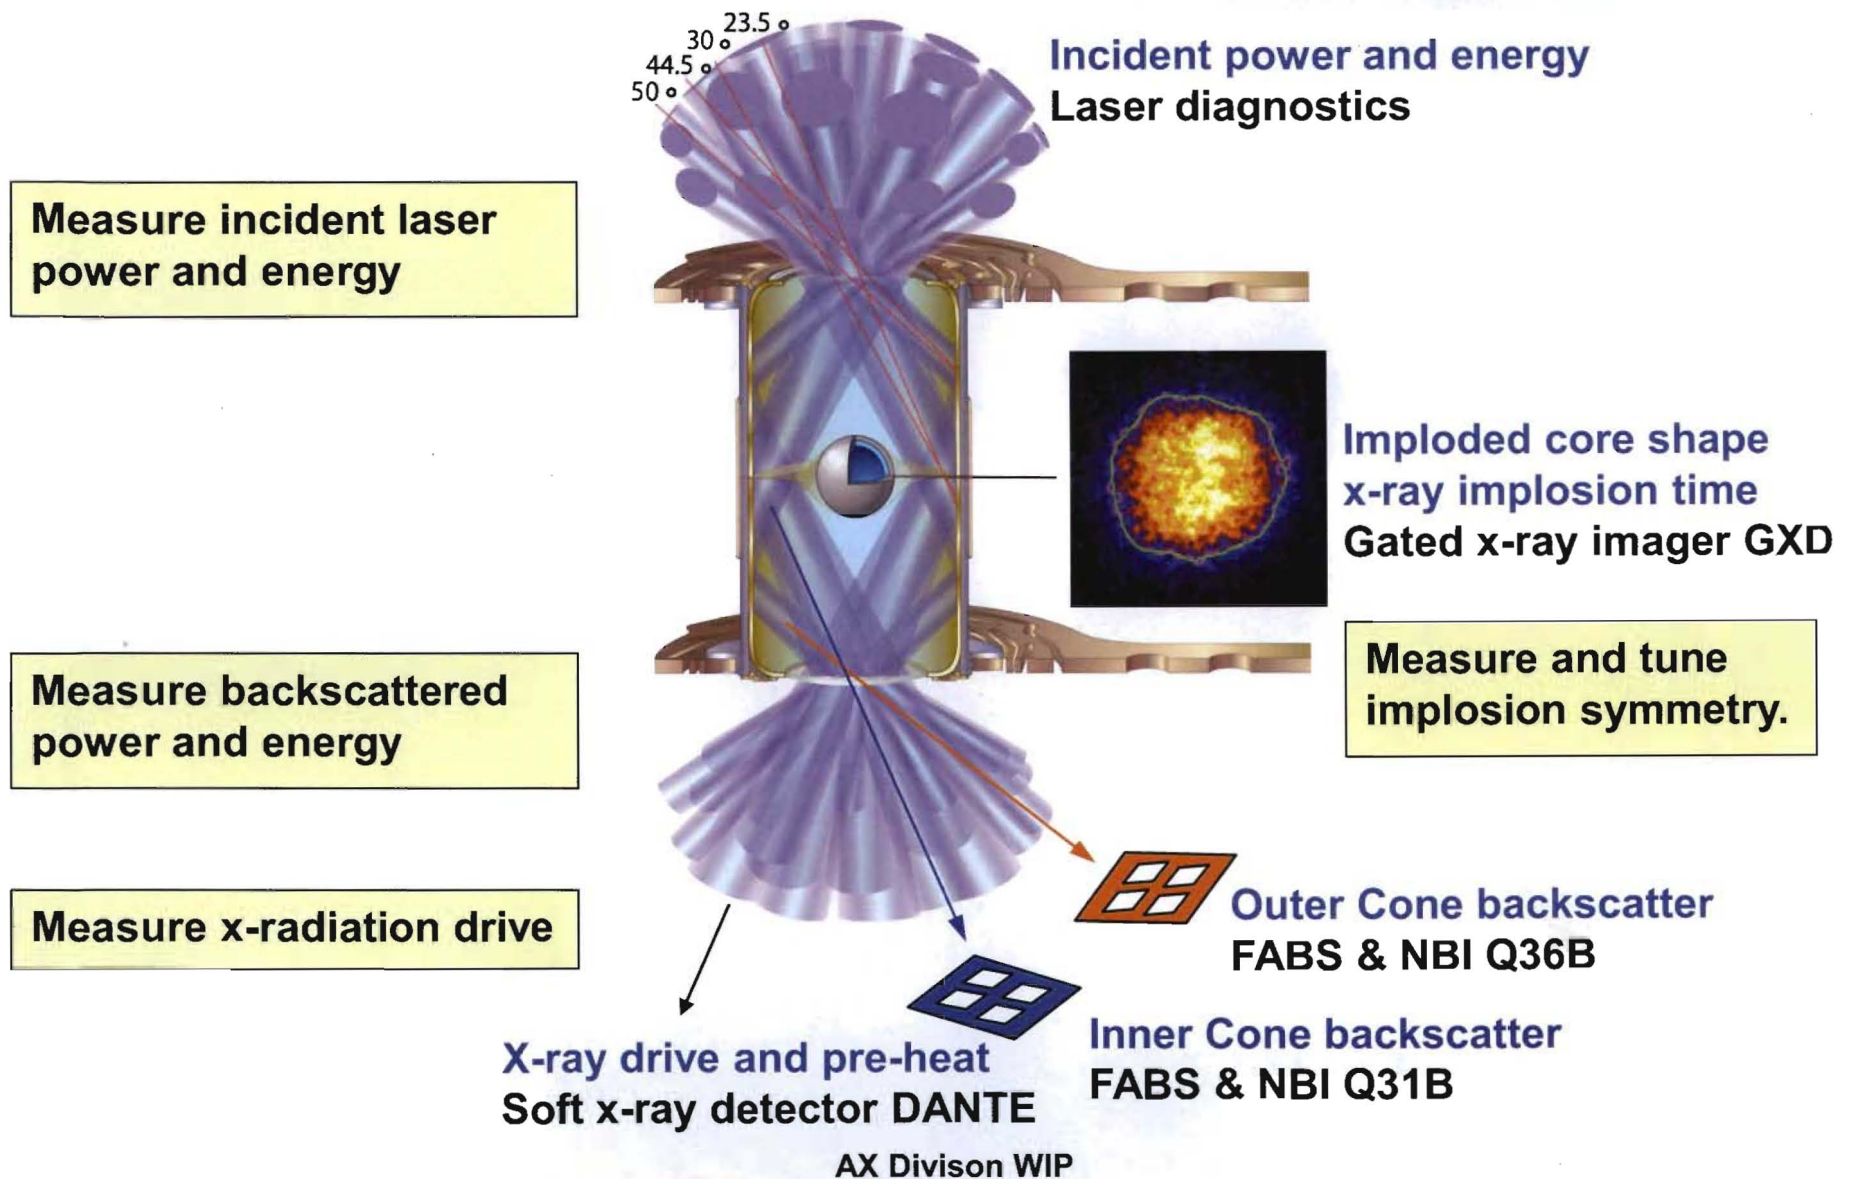 23.5 °
30 °
44.5 °
50 °
Incident power and energy
Laser diagnostics
Measure incident laser
power and energy
Imploded core shape
x-ray implosion time
Gated x-ray imager GXD
Measure and tune
implosion symmetry.
Measure backscattered
power and energy
Measure x-radiation drive
Outer Cone backscatter
FABS & NBI Q36B
Inner Cone backscatter
FABS & NBI Q31B
X-ray drive and pre-heat
Soft x-ray detector DANTE
AX Divison WIP